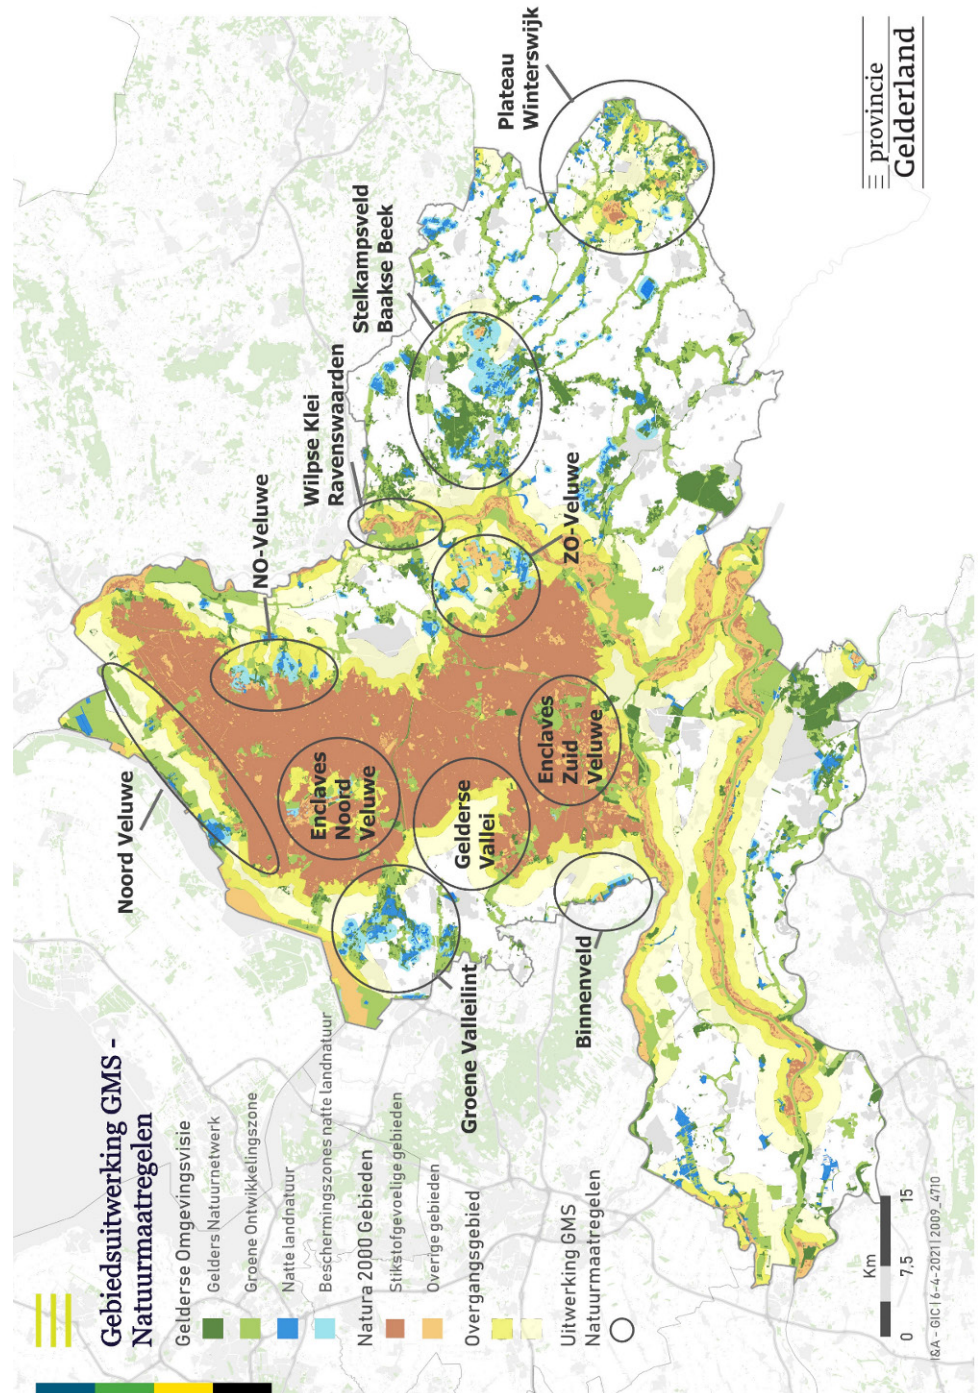 Gebiedsuitwerking GMS -
Natuurmaatregelen
Gelderse Omgevingsvisie
Gelders Natuurnetwerk
Groene Ontwikkelingszone
Natte landnatuur
Beschermingszones natte landnatuur
Natura 2000 Gebieden
Stikstofgevoelige gebieden
Overige gebieden
Overgangsgebied
Uitwerking GMS
Natuurmaatregelen
Km
0 7.5 15
I&A - GIC | 6-4-2021 | 2009_4710
Noord Veluwe
NO-Veluwe
Wilpse Klei
Ravenswaarden
Stelkampsveld
Baakse Beek
Plateau
Winterswijk
Enclaves
Noord
Veluwe
Gelderse
Vallei
Enclaves
Zuid
Veluwe
ZO-Veluwe
Groene Valleilint
Binnenveld
provincie
Gelderland